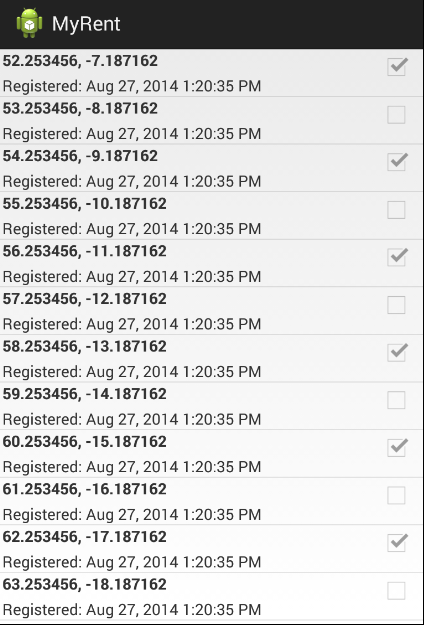 MyRent
52.253456, -7.187162
Registered: Aug 27, 2014 1:20:35 PM
53.253456, -8.187162
Registered: Aug 27, 2014 1:20:35 PM
54.253456, -9.187162
Registered: Aug 27, 2014 1:20:35 PM
55.253456, -10.187162
Registered: Aug 27, 2014 1:20:35 PM
56.253456, -11.187162
Registered: Aug 27, 2014 1:20:35 PM
57.253456, -12.187162
Registered: Aug 27, 2014 1:20:35 PM
58.253456, -13.187162
Registered: Aug 27, 2014 1:20:35 PM
59.253456, -14.187162
Registered: Aug 27, 2014 1:20:35 PM
60.253456, -15.187162
Registered: Aug 27, 2014 1:20:35 PM
61.253456, -16.187162
Registered: Aug 27, 2014 1:20:35 PM
62.253456, -17.187162
Registered: Aug 27, 2014 1:20:35 PM
63.253456, -18.187162
Registered: Aug 27, 2014 1:20:35 PM